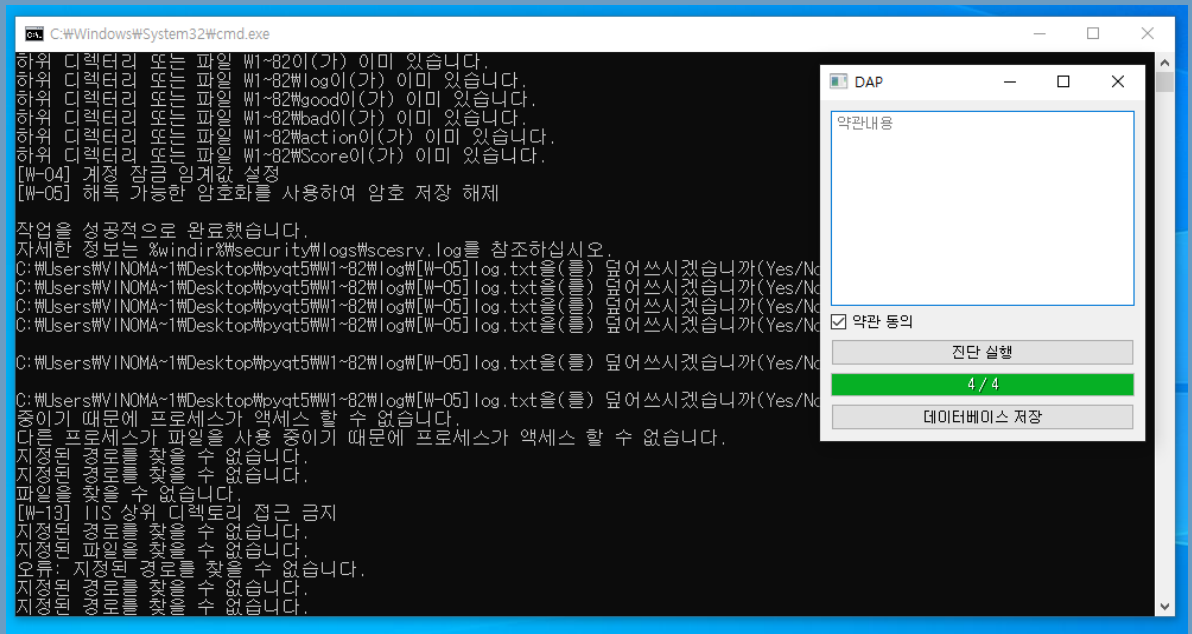 C:₩Windows₩System32₩cmd.exe
하위 디렉터리 또는 파일 W1~82이(가) 이미 있습니다.
하위 디렉터리 또는 파일 W1~82₩log이(가) 이미 있습니다.
하위 디렉터리 또는 파일 W1~82₩good이(가) 이미 있습니다.
하위 디렉터리 또는 파일 W1~82₩bad이(가) 이미 있습니다.
하위 디렉터리 또는 파일 W1~82₩action이(가) 이미 있습니다.
하위 디렉터리 또는 파일 W1~82₩Score이(가) 이미 있습니다.
[W-04] 계정 잠금 임계값 설정
[W-05] 해독 가능한 암호화를 사용하여 암호 저장 해제
작업을 성공적으로 완료했습니다.
자세한 정보는 %windir%₩security₩logs₩scesrv.log를 참조하십시오.
C:₩Users₩VINOMA~1₩Desktop₩pyqt5₩W1~82₩log₩[W-05]log.txt을(를) 덮어쓰시겠습니까(Yes/No
C:₩Users₩VINOMA~1₩Desktop₩pyqt5₩W1~82₩log₩[W-05]log.txt을(를) 덮어쓰시겠습니까(Yes/No
C:₩Users₩VINOMA~1₩Desktop₩pyqt5₩W1~82₩log₩[W-05]log.txt을(를) 덮어쓰시겠습니까(Yes/No
C:₩Users₩VINOMA~1₩Desktop₩pyqt5₩W1~82₩log₩[W-05]log.txt을(를) 덮어쓰시겠습니까(Yes/No
C:₩Users₩VINOMA~1₩Desktop₩pyqt5₩W1~82₩log₩[W-05]log.txt을(를) 덮어쓰시겠습니까(Yes/No
C:₩Users₩VINOMA~1₩Desktop₩pyqt5₩W1~82₩log₩[W-05]log.txt을(를) 덮어쓰시겠습니까(Yes/No
중이기 때문에 프로세스가 액세스 할 수 없습니다.
다른 프로세스가 파일을 사용 중이기 때문에 프로세스가 액세스 할 수 없습니다.
지정된 경로를 찾을 수 없습니다.
지정된 경로를 찾을 수 없습니다.
파일을 찾을 수 없습니다.
[W-13] IIS 상위 디렉토리 접근 금지
지정된 경로를 찾을 수 없습니다.
지정된 파일을 찾을 수 없습니다.
오류: 지정된 경로를 찾을 수 없습니다.
지정된 경로를 찾을 수 없습니다.
지정된 경로를 찾을 수 없습니다.
DAP
약관내용
약관 동의
진단 실행
4 / 4
데이터베이스 저장